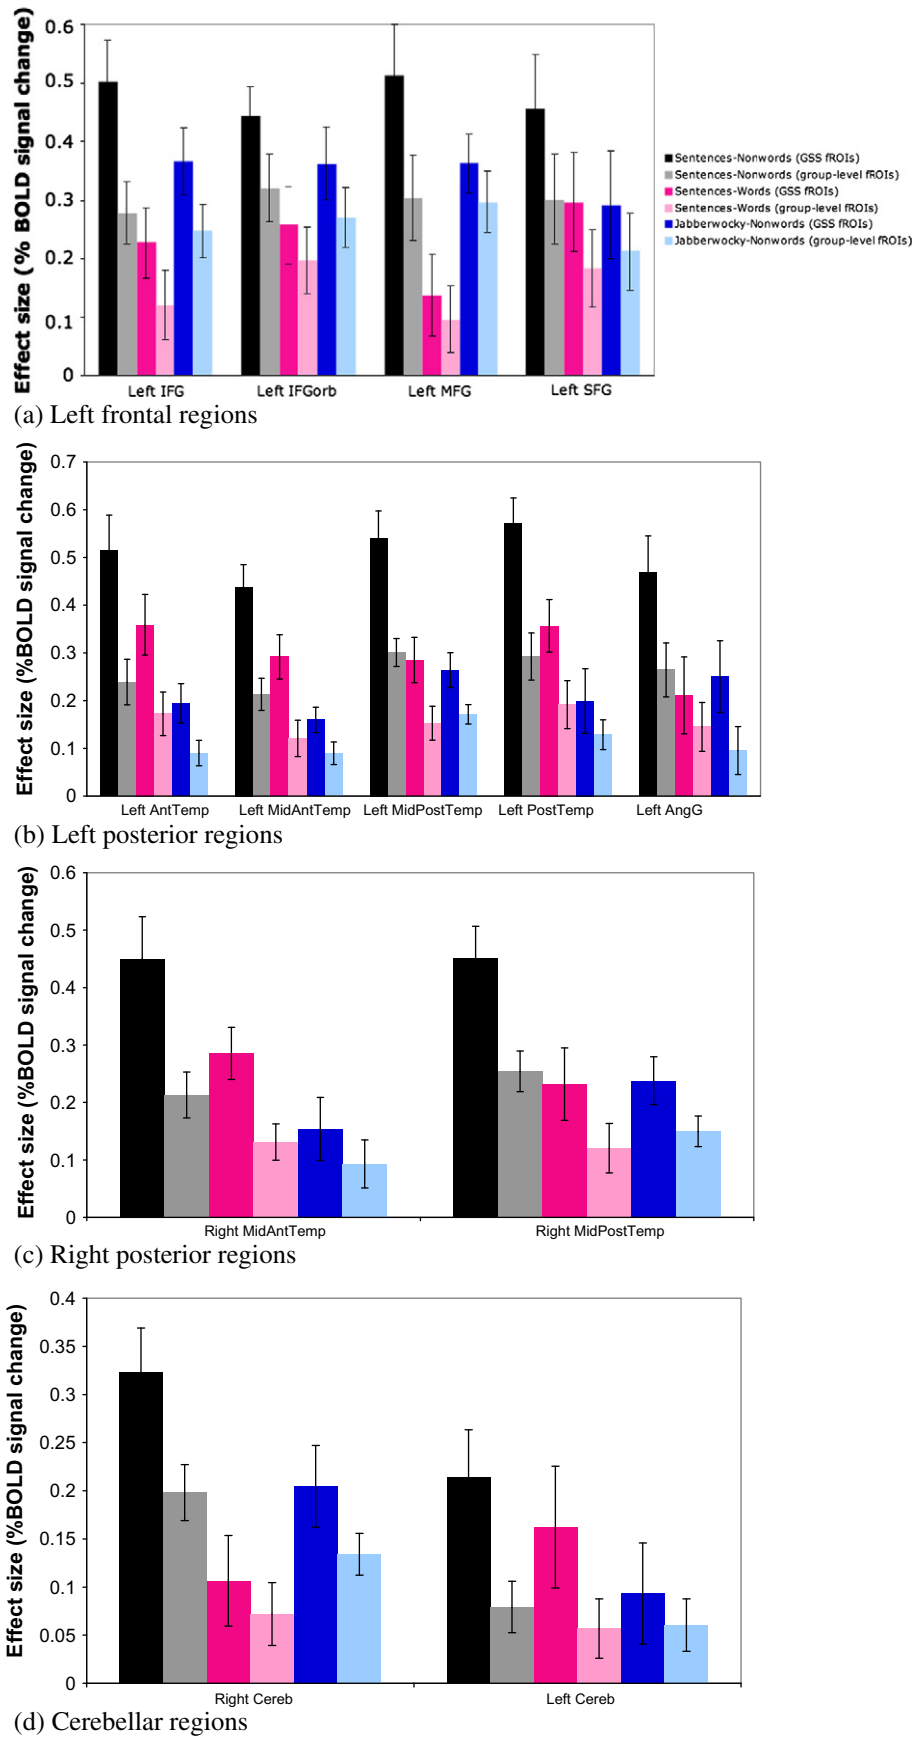 Effect size (% BOLD signal change)
0.6
0.5
0.4
0.3
0.2
0.1
0
Left IFG
Left IFGorb
Left MFG
Left SFG
Sentences-Nonwords (GSS fROIs)
Sentences-Nonwords (group-level fROIs)
Sentences-Words (GSS fROIs)
Sentences-Words (group-level fROIs)
Jabberwocky-Nonwords (GSS fROIs)
Jabberwocky-Nonwords (group-level fROIs)
(a) Left frontal regions
Effect size (%BOLD signal change)
0.7
0.6
0.5
0.4
0.3
0.2
0.1
0
Left AntTemp
Left MidAntTemp
Left MidPostTemp
Left PostTemp
Left AngG
(b) Left posterior regions
Effect size (%BOLD signal change)
0.6
0.5
0.4
0.3
0.2
0.1
0
Right MidAntTemp
Right MidPostTemp
(c) Right posterior regions
Effect size (%BOLD signal change)
0.4
0.35
0.3
0.25
0.2
0.15
0.1
0.05
0
Right Cereb
Left Cereb
(d) Cerebellar regions